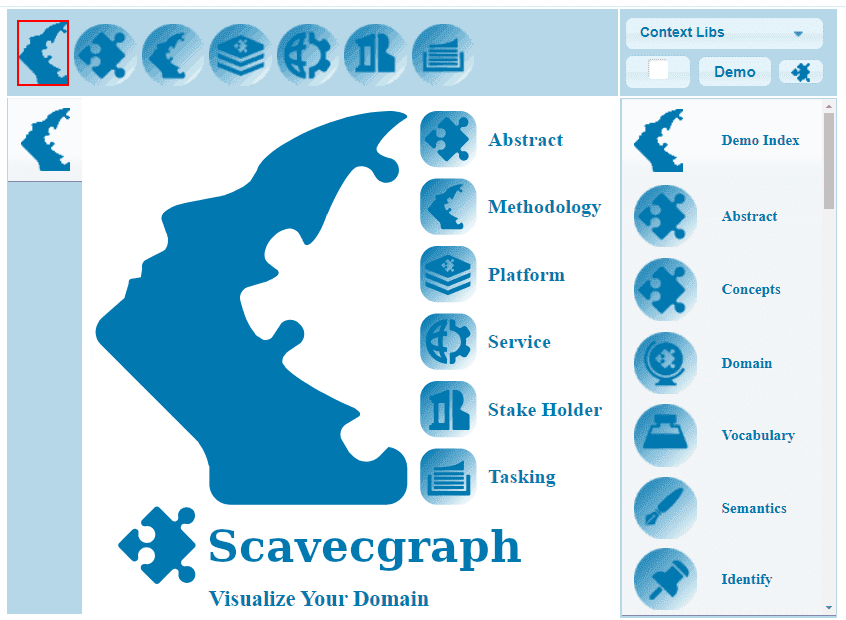 Context Libs
Demo
Abstract
Methodology
Platform
Service
Stake Holder
Tasking
Scavecgraph
Visualize Your Domain
Demo Index
Abstract
Concepts
Domain
Vocabulary
Semantics
Identify